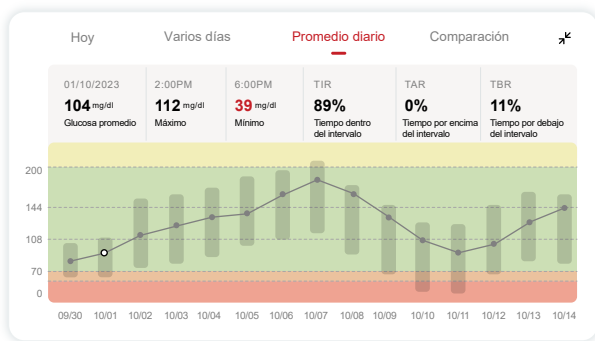 Hoy Varios días Promedio diario Comparación
01/10/2023 2:00PM 6:00PM TIR TAR TBR
104 mg/dl 112 mg/dl 39 mg/dl 89% 0% 11%
Glucosa promedio Máximo Mínimo Tiempo dentro Tiempo por encima Tiempo por debajo
del intervalo del intervalo del intervalo
200
144
108
70
0
09/30 10/01 10/02 10/03 10/04 10/05 10/06 10/07 10/08 10/09 10/10 10/11 10/12 10/13 10/14